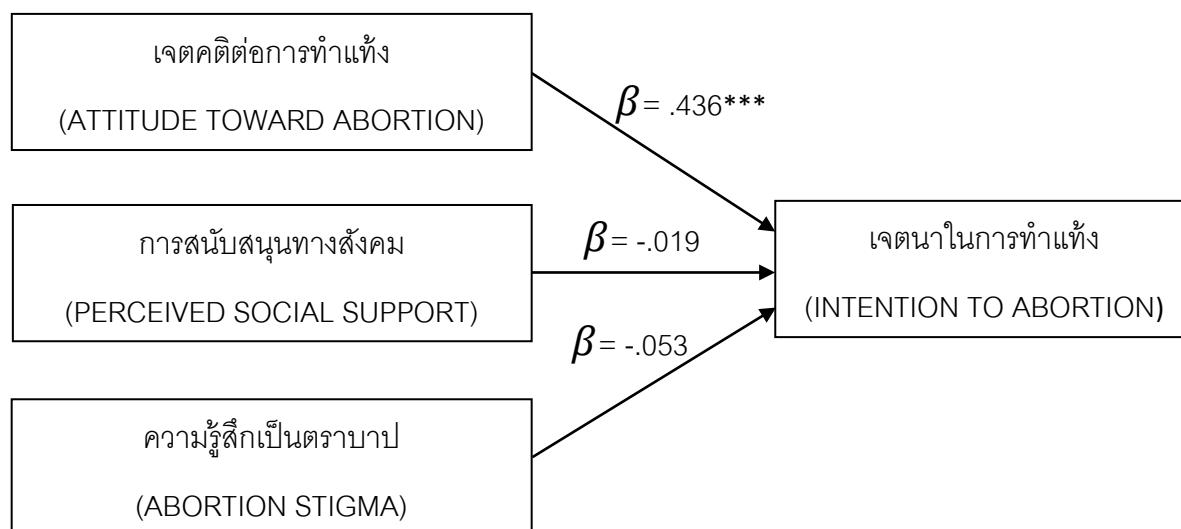 เจตคติต่อการทำแท้ง
(ATTITUDE TOWARD ABORTION)
β = .436***
การสนับสนุนทางสังคม
(PERCEIVED SOCIAL SUPPORT)
β = -.019
เจตนาในการทำแท้ง
(INTENTION TO ABORTION)
β = -.053
ความรู้สึกเป็นตราบาป
(ABORTION STIGMA)